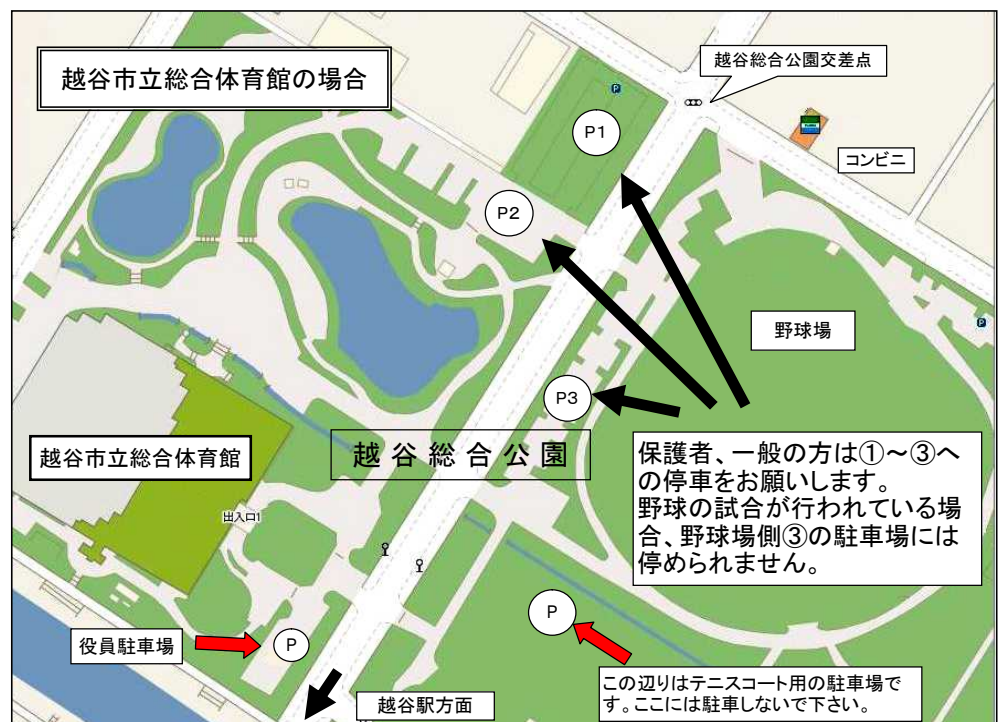 越谷市立総合体育館の場合
越谷総合公園交差点
P
P1
コンビニ
P2
野球場
P
P3
越谷総合公園
越谷市立総合体育館
保護者、一般の方は①～③へ
の停車をお願いします。
野球の試合が行われている場
合、野球場側③の駐車場には
停められません。
出入口1
P
役員駐車場
P
この辺りはテニスコート用の駐車場で
す。ここには駐車しないで下さい。
越谷駅方面